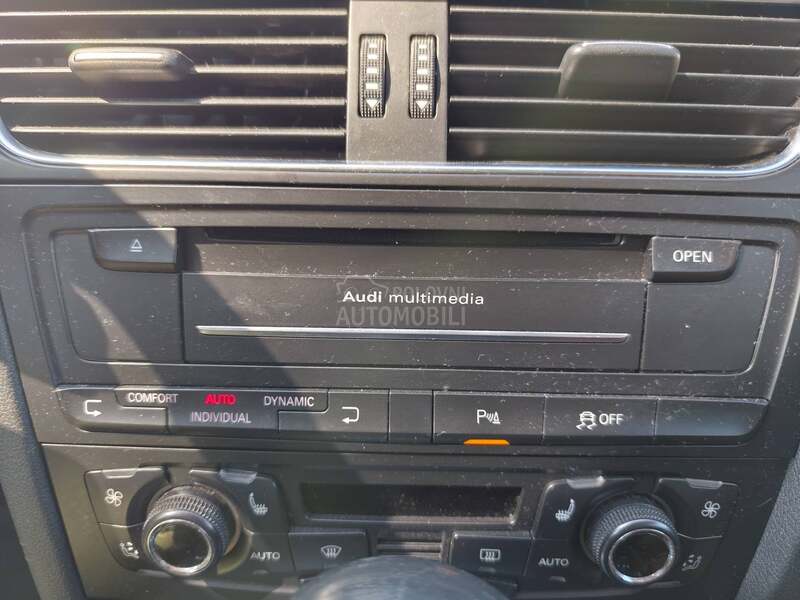 OPEN
Audi multimedia
POLOVNI
AUTOMOBILI
COMFORT AUTO DYNAMIC
INDIVIDUAL
P
OFF
AUTO
AUTO